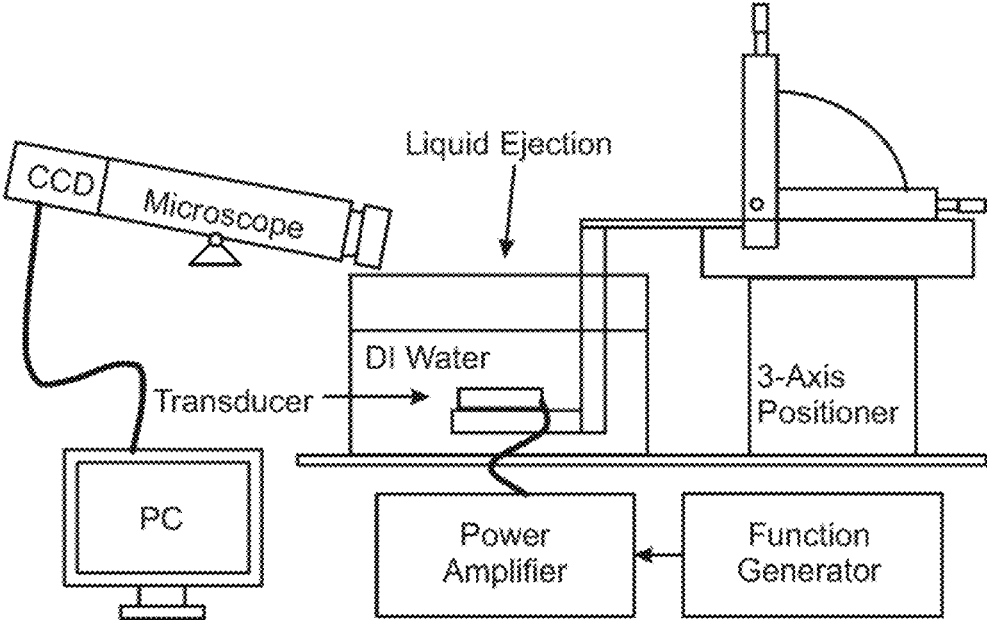 Liquid Ejection
CCD
Microscope
DI Water
Transducer
3-Axis
Positioner
PC
Power
Amplifier
Function
Generator